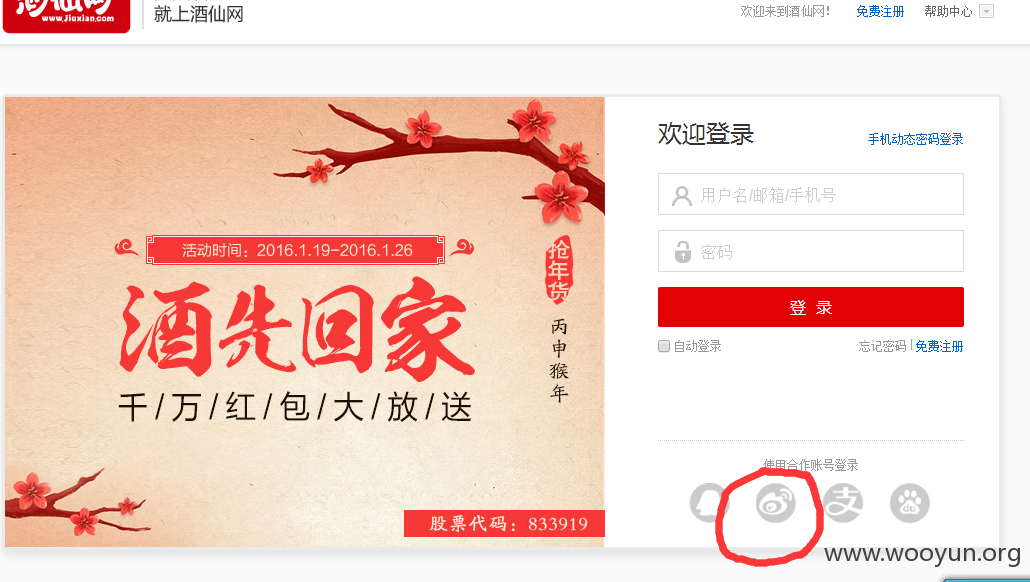 酒仙网
www.Jiuxian.com
就上酒仙网
欢迎来到酒仙网!
免费注册
帮助中心
欢迎登录
手机动态密码登录
用户名/邮箱/手机号
密码
登 录
自动登录
忘记密码
免费注册
使用合作账号登录
支
du
活动时间：2016.1.19-2016.1.26
酒先回家
千/万/红/包/大/放/送
抢年货
丙申猴年
股票代码：833919
www.wooyun.org